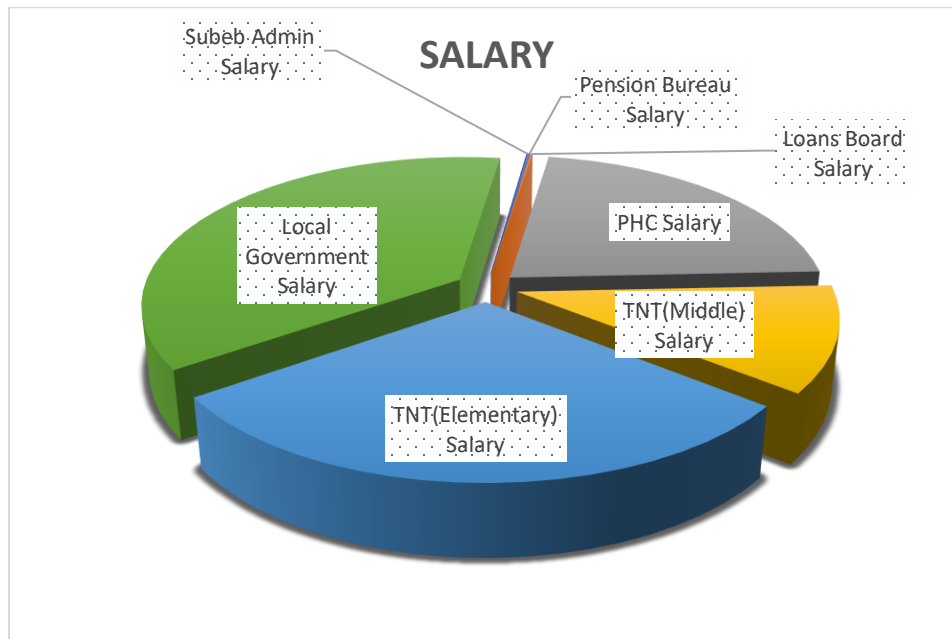 SALARY
Subeb Admin
Salary
Pension Bureau
Salary
Loans Board
Salary
PHC Salary
Local
Government
Salary
TNT(Middle)
Salary
TNT(Elementary)
Salary